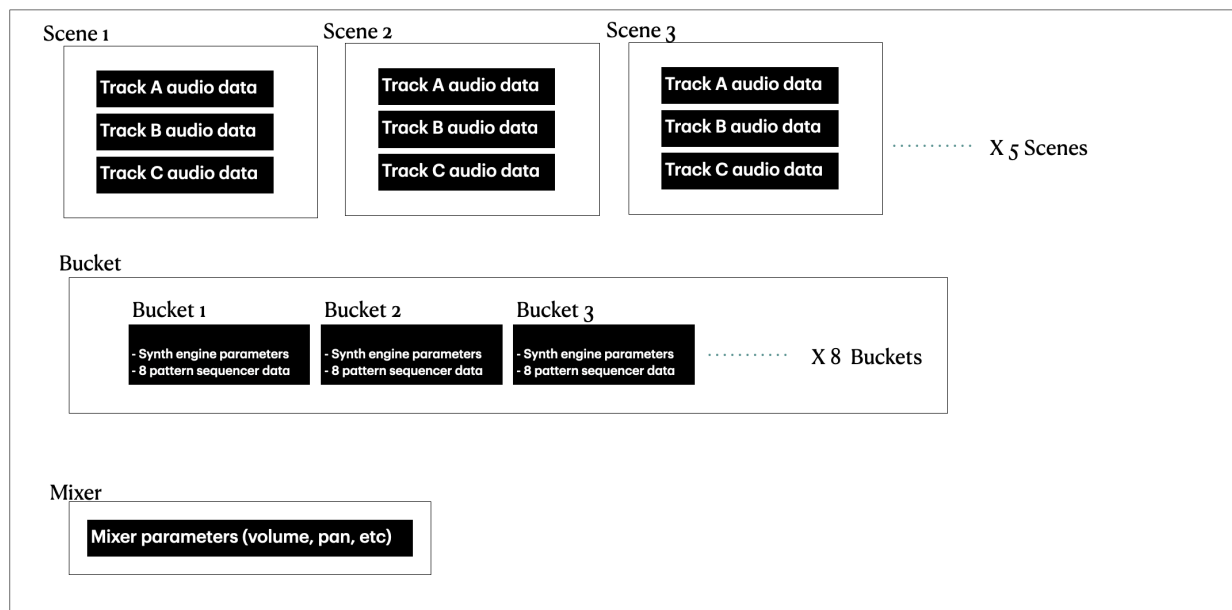 Scene 1
Track A audio data
Track B audio data
Track C audio data
Scene 2
Track A audio data
Track B audio data
Track C audio data
Scene 3
Track A audio data
Track B audio data
Track C audio data
X 5 Scenes
Bucket
Bucket 1
- Synth engine parameters
- 8 pattern sequencer data
Bucket 2
- Synth engine parameters
- 8 pattern sequencer data
Bucket 3
- Synth engine parameters
- 8 pattern sequencer data
X 8 Buckets
Mixer
Mixer parameters (volume, pan, etc)